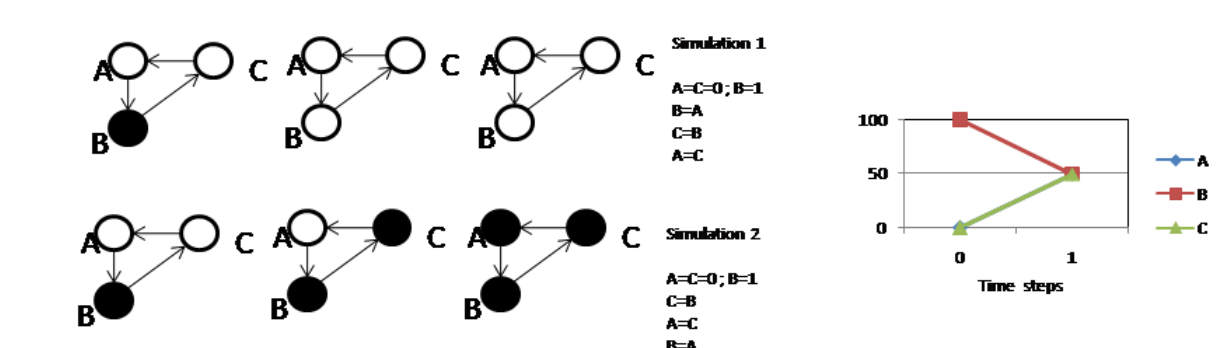 A C A C A C
B B B
Simulation 1
A=C=0; B=1
B=A
C=B
A=C
A C A C A C
B B B
Simulation 2
A=C=0; B=1
C=B
A=C
B=A
100
50
0
0 1
Time steps
A
B
C